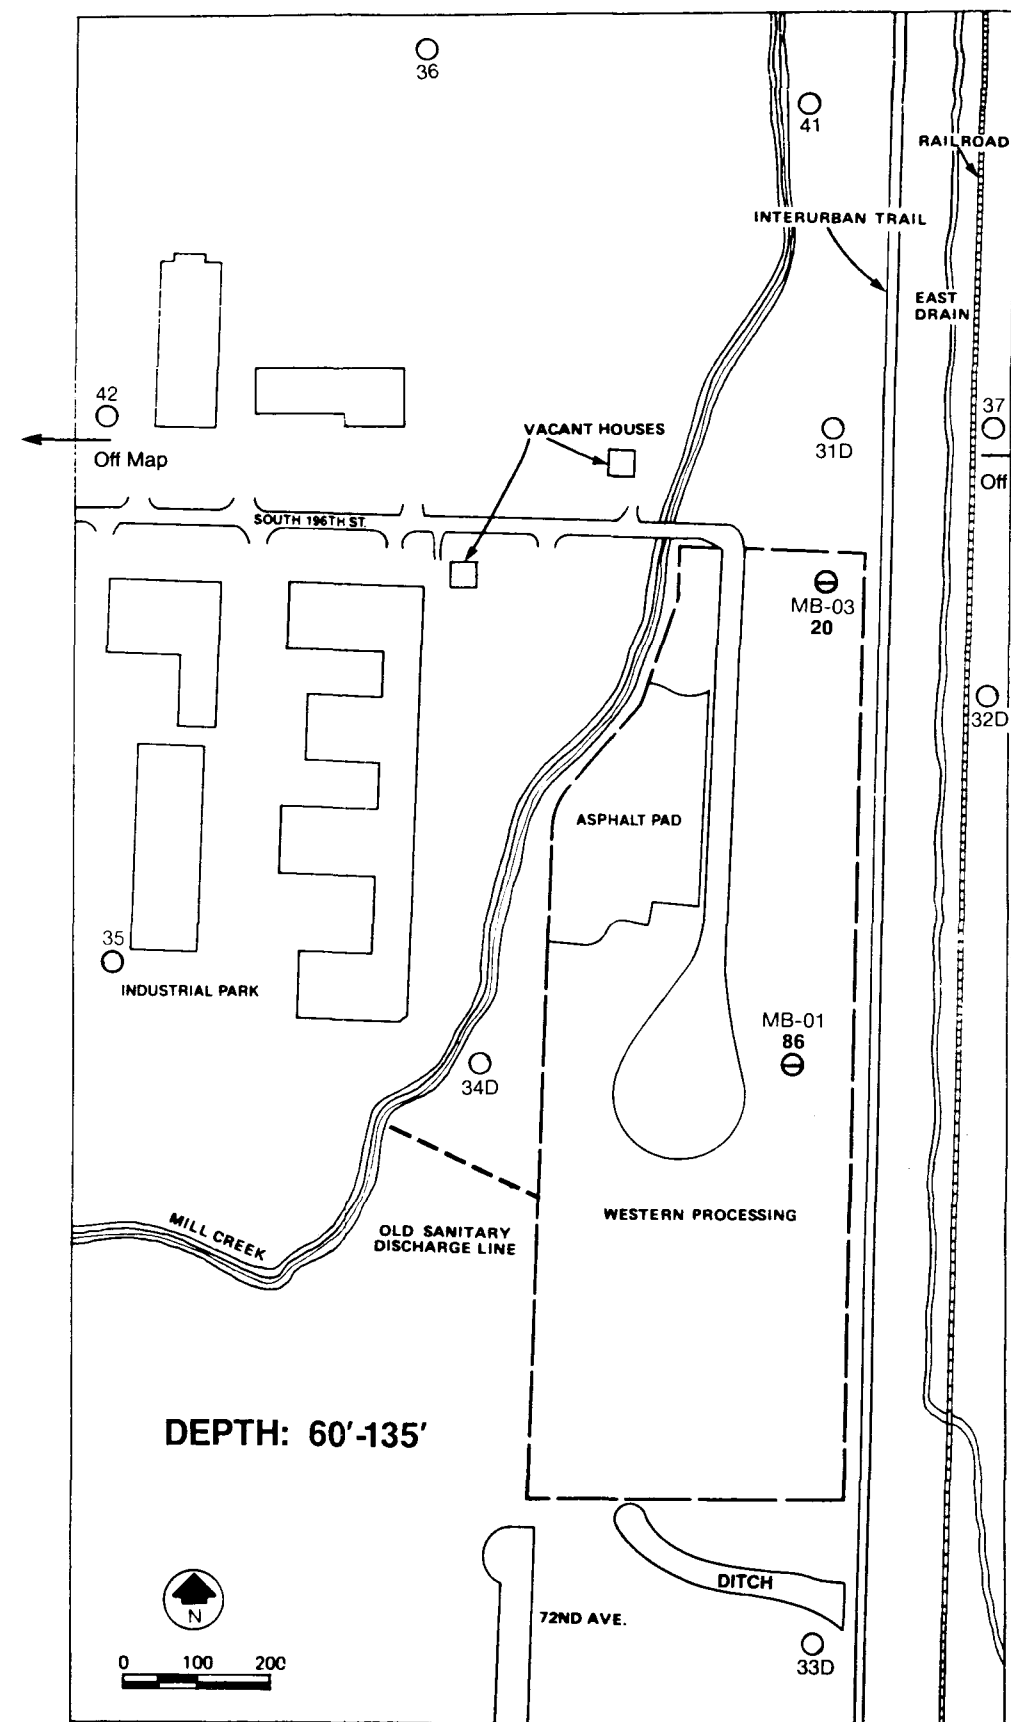 36
41
RAILROAD
INTERURBAN TRAIL
EAST
DRAIN
42
37
VACANT HOUSES
31D
Off Map
Off
SOUTH 196TH ST.
MB-03
20
32D
ASPHALT PAD
35
INDUSTRIAL PARK
MB-01
86
34D
WESTERN PROCESSING
MILL CREEK
OLD SANITARY
DISCHARGE LINE
DEPTH: 60'-135'
DITCH
N
72ND AVE.
33D
0 100 200